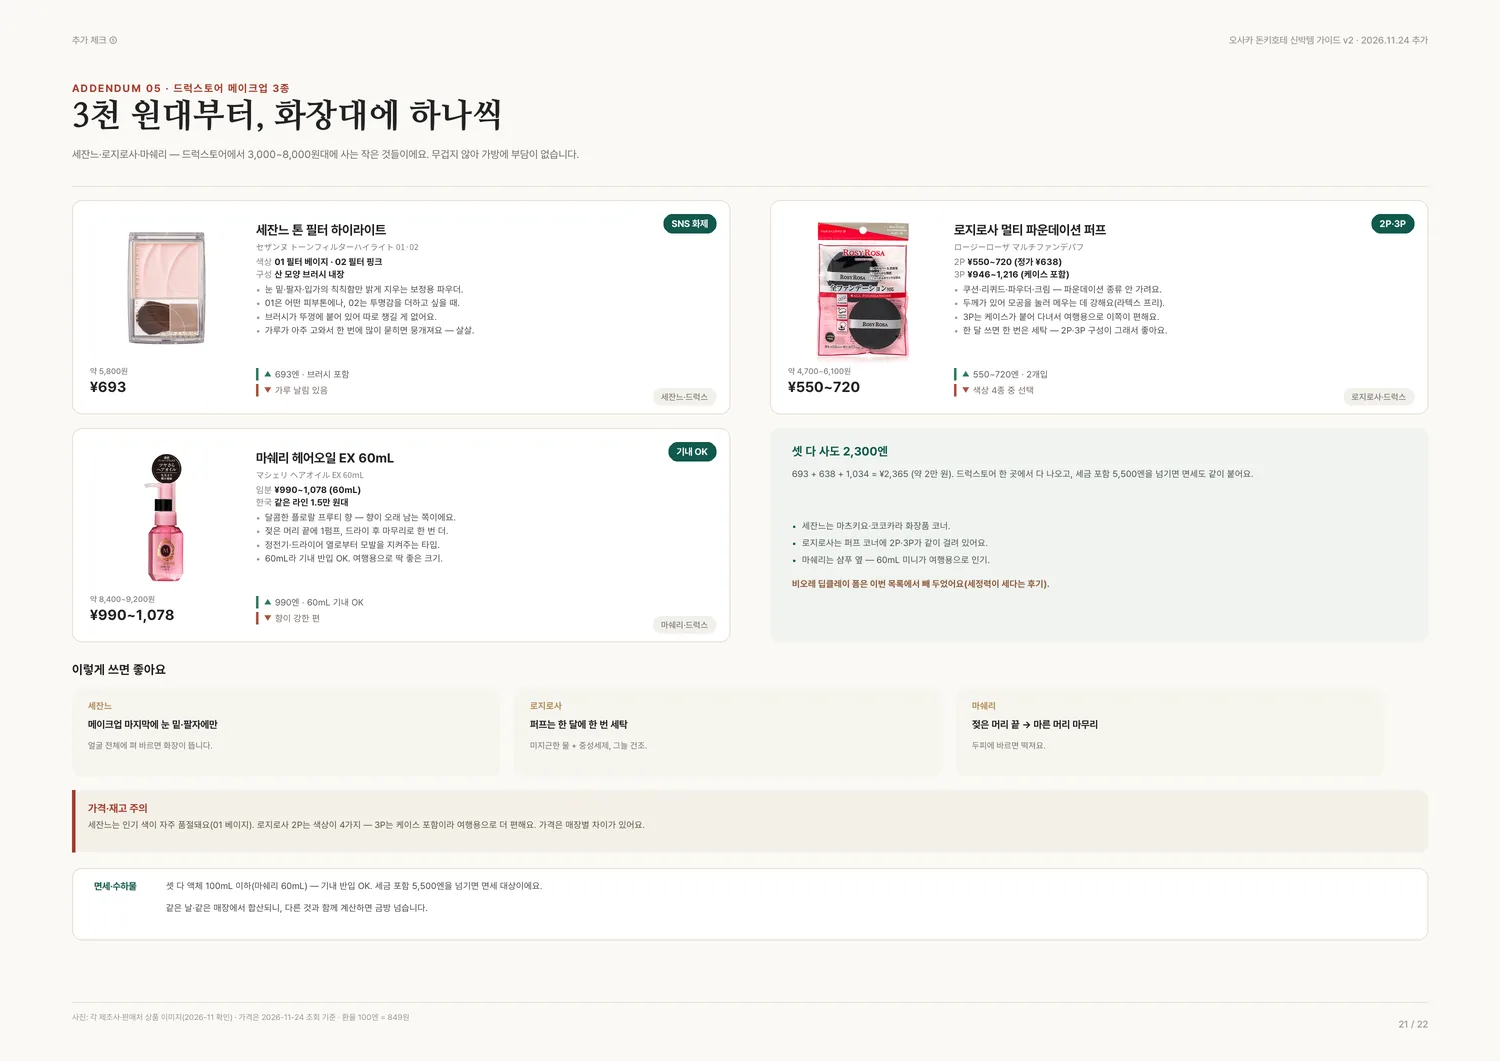 추가 체크 ⑤
오사카 돈키호테 신박템 가이드 v2 · 2026.11.24 추가
ADDENDUM 05 · 드럭스토어 메이크업 3종
3천 원대부터, 화장대에 하나씩
세잔느·로지로사·마쉐리 — 드럭스토어에서 3,000~8,000원대에 사는 작은 것들이에요. 무겁지 않아 가방에 부담이 없습니다.
SNS 화제
세잔느 톤 필터 하이라이트
セザンヌ トーンフィルターハイライト 01·02
색상 01 필터 베이지 · 02 필터 핑크
구성 산 모양 브러시 내장
• 눈 밑·팔자·입가의 칙칙함만 밝게 지우는 보정용 파우더.
• 01은 어떤 피부톤에나, 02는 투명감을 더하고 싶을 때.
• 브러시가 뚜껑에 붙어 있어 따로 챙길 게 없어요.
• 가루가 아주 고와서 한 번에 많이 묻히면 뭉개져요 — 살살.
약 5,800원
¥693
▲ 693엔 · 브러시 포함
▼ 가루 날림 있음
세잔느·드럭스
2P·3P
로지로사 멀티 파운데이션 퍼프
ロージーローザ マルチファンデパフ
2P ¥550~720 (정가 ¥638)
3P ¥946~1,216 (케이스 포함)
• 쿠션·리퀴드·파우더·크림 — 파운데이션 종류 안 가려요.
• 두께가 있어 모공을 눌러 메우는 데 강해요(라텍스 프리).
• 3P는 케이스가 붙어 다녀서 여행용으로 이쪽이 편해요.
• 한 달 쓰면 한 번은 세탁 — 2P·3P 구성이 그래서 좋아요.
ROSY ROSA
ROSY ROSA
全ファンデーション
ROSY ROSA
약 4,700~6,100원
¥550~720
▲ 550~720엔 · 2개입
▼ 색상 4종 중 선택
로지로사·드럭스
기내 OK
마쉐리 헤어오일 EX 60mL
マシェリ ヘアオイル EX 60mL
일본 ¥990~1,078 (60mL)
한국 같은 라인 1.5만 원대
• 달콤한 플로랄 프루티 향 — 향이 오래 남는 쪽이에요.
• 젖은 머리 끝에 1펌프, 드라이 후 마무리로 한 번 더.
• 정전기·드라이어 열로부터 모발을 지켜주는 타입.
• 60mL라 기내 반입 OK. 여행용으로 딱 좋은 크기.
약 8,400~9,200원
¥990~1,078
▲ 990엔 · 60mL 기내 OK
▼ 향이 강한 편
마쉐리·드럭스
셋 다 사도 2,300엔
693 + 638 + 1,034 = ¥2,365 (약 2만 원). 드럭스토어 한 곳에서 다 나오고, 세금 포함 5,500엔을 넘기면 면세도 같이 붙어요.
• 세잔느는 마츠키요·코코카라 화장품 코너.
• 로지로사는 퍼프 코너에 2P·3P가 같이 걸려 있어요.
• 마쉐리는 샴푸 옆 — 60mL 미니가 여행용으로 인기.
비오레 딥클레이 폼은 이번 목록에서 빼 두었어요(세정력이 세다는 후기).
이렇게 쓰면 좋아요
세잔느
메이크업 마지막에 눈 밑·팔자에만
얼굴 전체에 펴 바르면 화장이 뜹니다.
로지로사
퍼프는 한 달에 한 번 세탁
미지근한 물 + 중성세제, 그늘 건조.
마쉐리
젖은 머리 끝 → 마른 머리 마무리
두피에 바르면 떡져요.
가격·재고 주의
세잔느는 인기 색이 자주 품절돼요(01 베이지). 로지로사 2P는 색상이 4가지 — 3P는 케이스 포함이라 여행용으로 더 편해요. 가격은 매장별 차이가 있어요.
면세·수하물
셋 다 액체 100mL 이하(마쉐리 60mL) — 기내 반입 OK. 세금 포함 5,500엔을 넘기면 면세 대상이에요.
같은 날·같은 매장에서 합산되니, 다른 것과 함께 계산하면 금방 넘습니다.
사진: 각 제조사·판매처 상품 이미지(2026-11 확인) · 가격은 2026-11-24 조회 기준 · 환율 100엔 = 849원
21 / 22